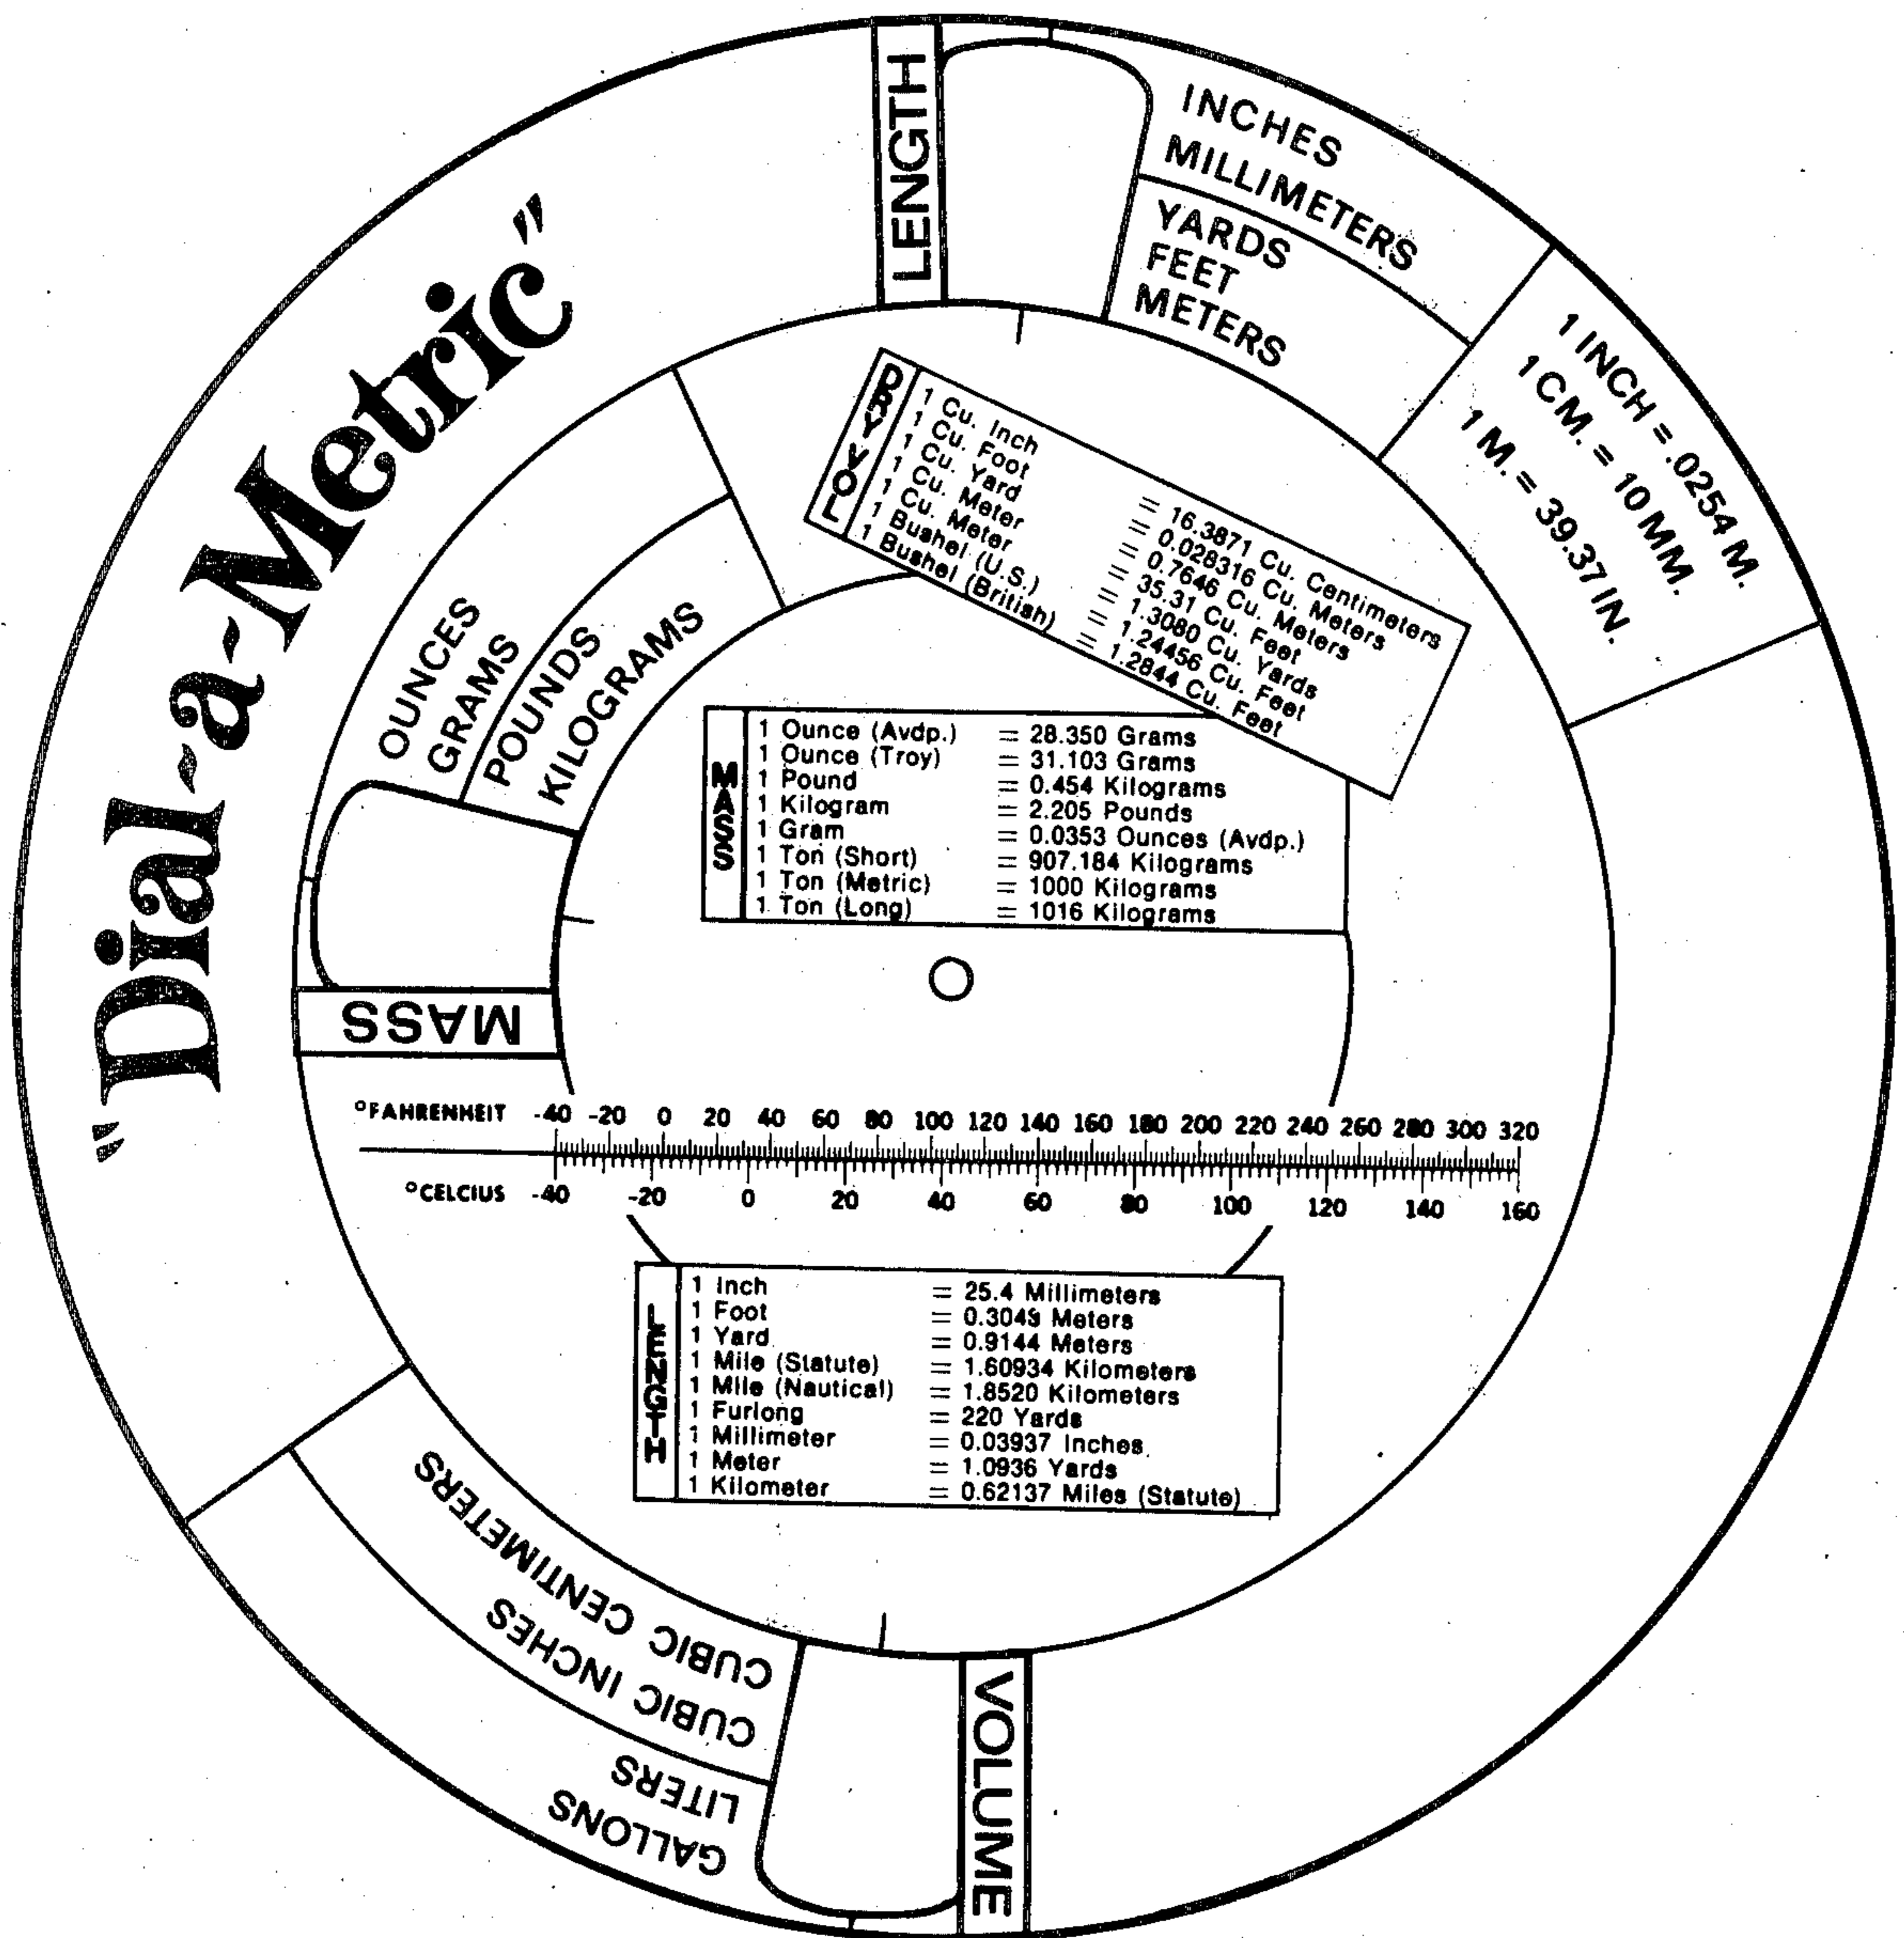 "Dial-a-Metric"
LENGTH
INCHES
MILLIMETERS
YARDS
FEET
METERS
1 INCH = .0254 M.
1 CM. = 10 MM.
1 M. = 39.37 IN.
OUNCES
GRAMS
POUNDS
KILOGRAMS
MASS
DRY VOL
1 Cu. Inch = 16.3871 Cu. Centimeters
1 Cu. Foot = 0.028316 Cu. Meters
1 Cu. Yard = 0.7646 Cu. Meters
1 Cu. Meter = 35.31 Cu. Feet
1 Cu. Meter = 1.3080 Cu. Yards
1 Bushel (U.S.) = 1.24456 Cu. Feet
1 Bushel (British) = 1.2844 Cu. Feet
MASS
1 Ounce (Avdp.) = 28.350 Grams
1 Ounce (Troy) = 31.103 Grams
1 Pound = 0.454 Kilograms
1 Kilogram = 2.205 Pounds
1 Gram = 0.0353 Ounces (Avdp.)
1 Ton (Short) = 907.184 Kilograms
1 Ton (Metric) = 1000 Kilograms
1 Ton (Long) = 1016 Kilograms
°FAHRENHEIT -40 -20 0 20 40 60 80 100 120 140 160 180 200 220 240 260 280 300 320
°CELCIUS -40 -20 0 20 40 60 80 100 120 140 160
LENGTH
1 Inch = 25.4 Millimeters
1 Foot = 0.3048 Meters
1 Yard = 0.9144 Meters
1 Mile (Statute) = 1.60934 Kilometers
1 Mile (Nautical) = 1.8520 Kilometers
1 Furlong = 220 Yards
1 Millimeter = 0.03937 Inches
1 Meter = 1.0936 Yards
1 Kilometer = 0.62137 Miles (Statute)
CUBIC CENTIMETERS
CUBIC INCHES
LITERS
GALLONS
VOLUME